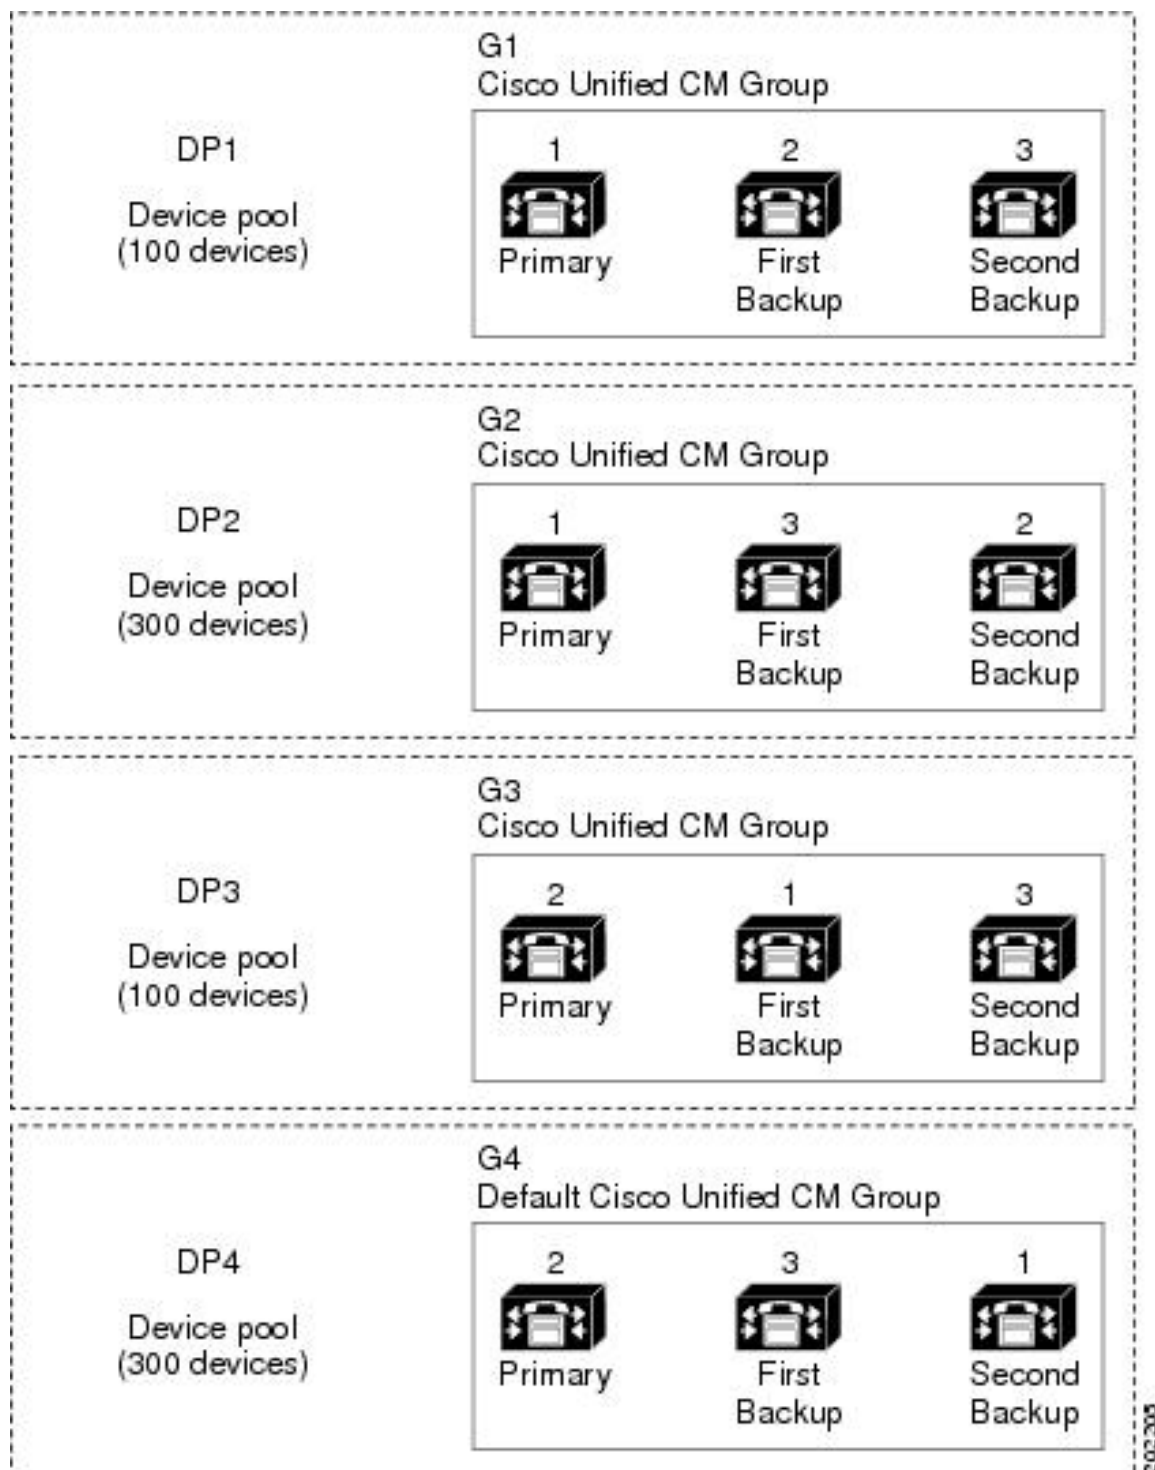 G1
Cisco Unified CM Group
DP1
Device pool
(100 devices)
1 2 3
Primary First Backup Second Backup
G2
Cisco Unified CM Group
DP2
Device pool
(300 devices)
1 3 2
Primary First Backup Second Backup
G3
Cisco Unified CM Group
DP3
Device pool
(100 devices)
2 1 3
Primary First Backup Second Backup
G4
Default Cisco Unified CM Group
DP4
Device pool
(300 devices)
2 3 1
Primary First Backup Second Backup